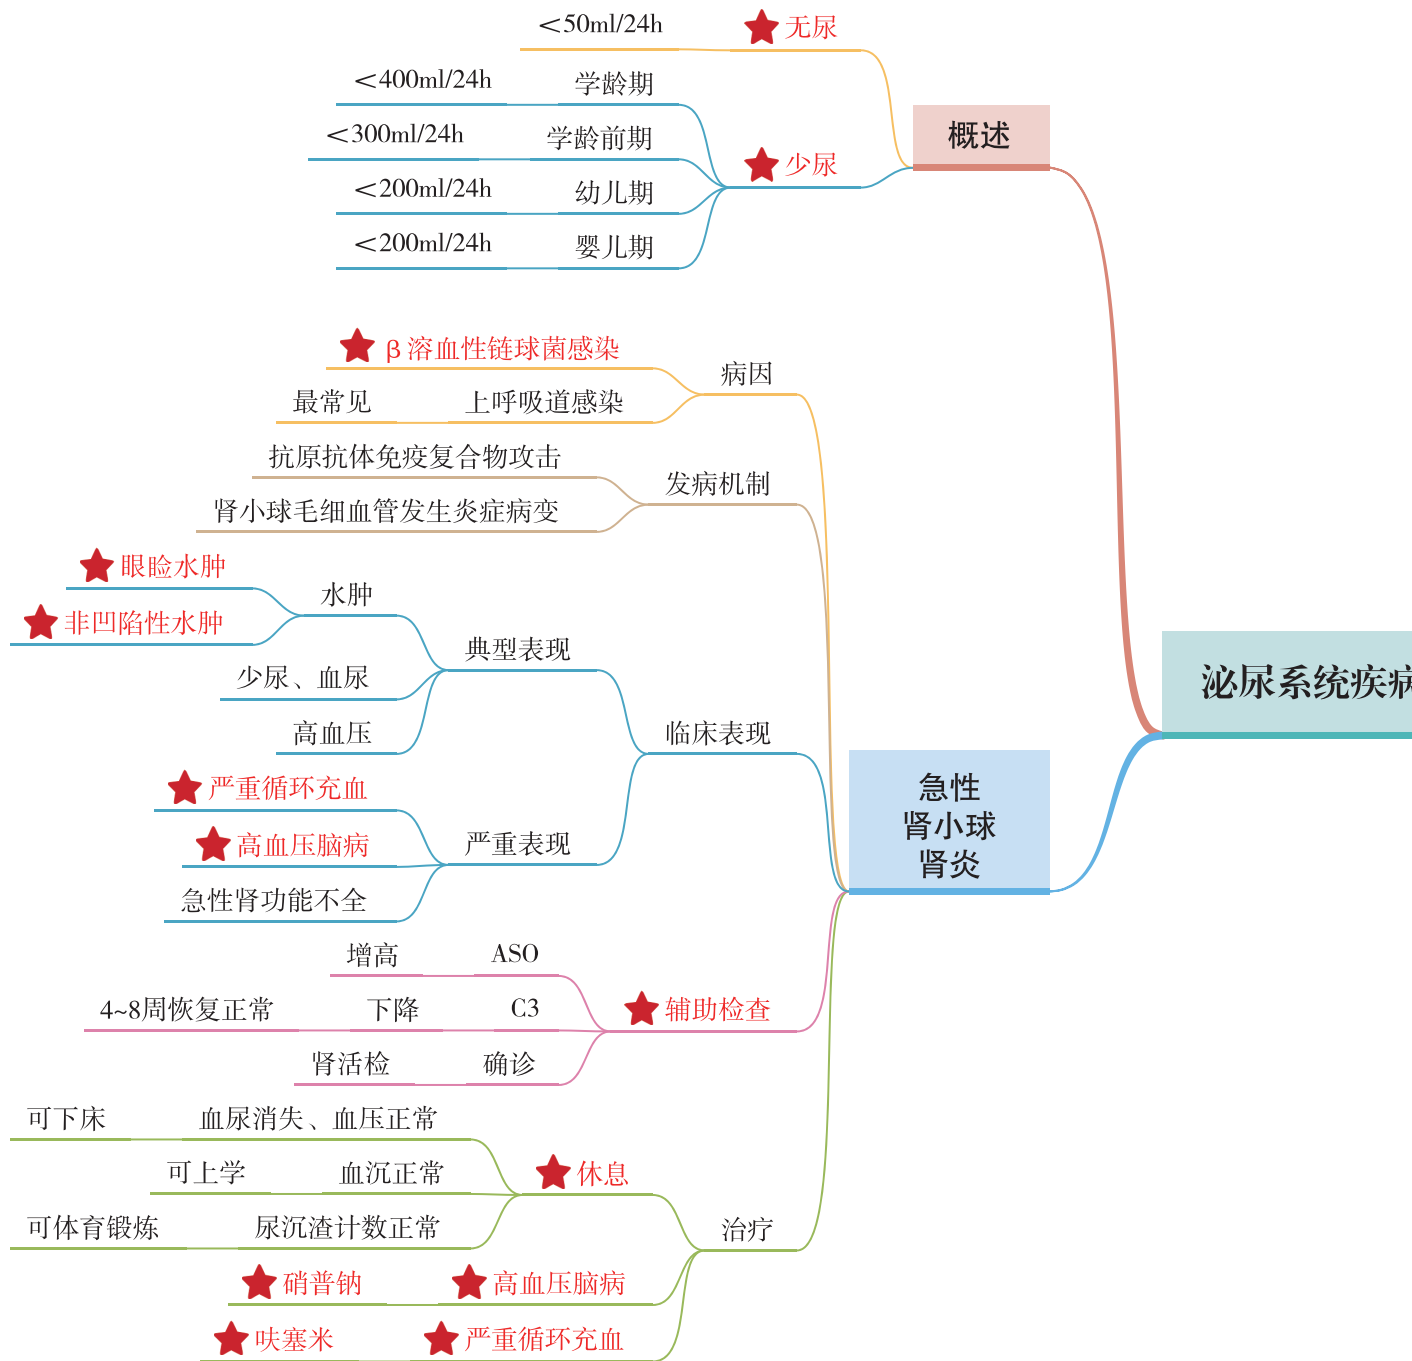 <50ml/24h
无尿
<400ml/24h
学龄期
<300ml/24h
学龄前期
少尿
<200ml/24h
幼儿期
<200ml/24h
婴儿期
概述
β 溶血性链球菌感染
病因
最常见
上呼吸道感染
抗原抗体免疫复合物攻击
发病机制
肾小球毛细血管发生炎症病变
眼睑水肿
水肿
非凹陷性水肿
典型表现
少尿、血尿
高血压
临床表现
严重循环充血
严重表现
高血压脑病
急性肾功能不全
急性
肾小球
肾炎
泌尿系统疾病
增高
ASO
4~8周恢复正常
下降
C3
辅助检查
肾活检
确诊
可下床
血尿消失、血压正常
可上学
血沉正常
休息
可体育锻炼
尿沉渣计数正常
治疗
硝普钠
高血压脑病
呋塞米
严重循环充血